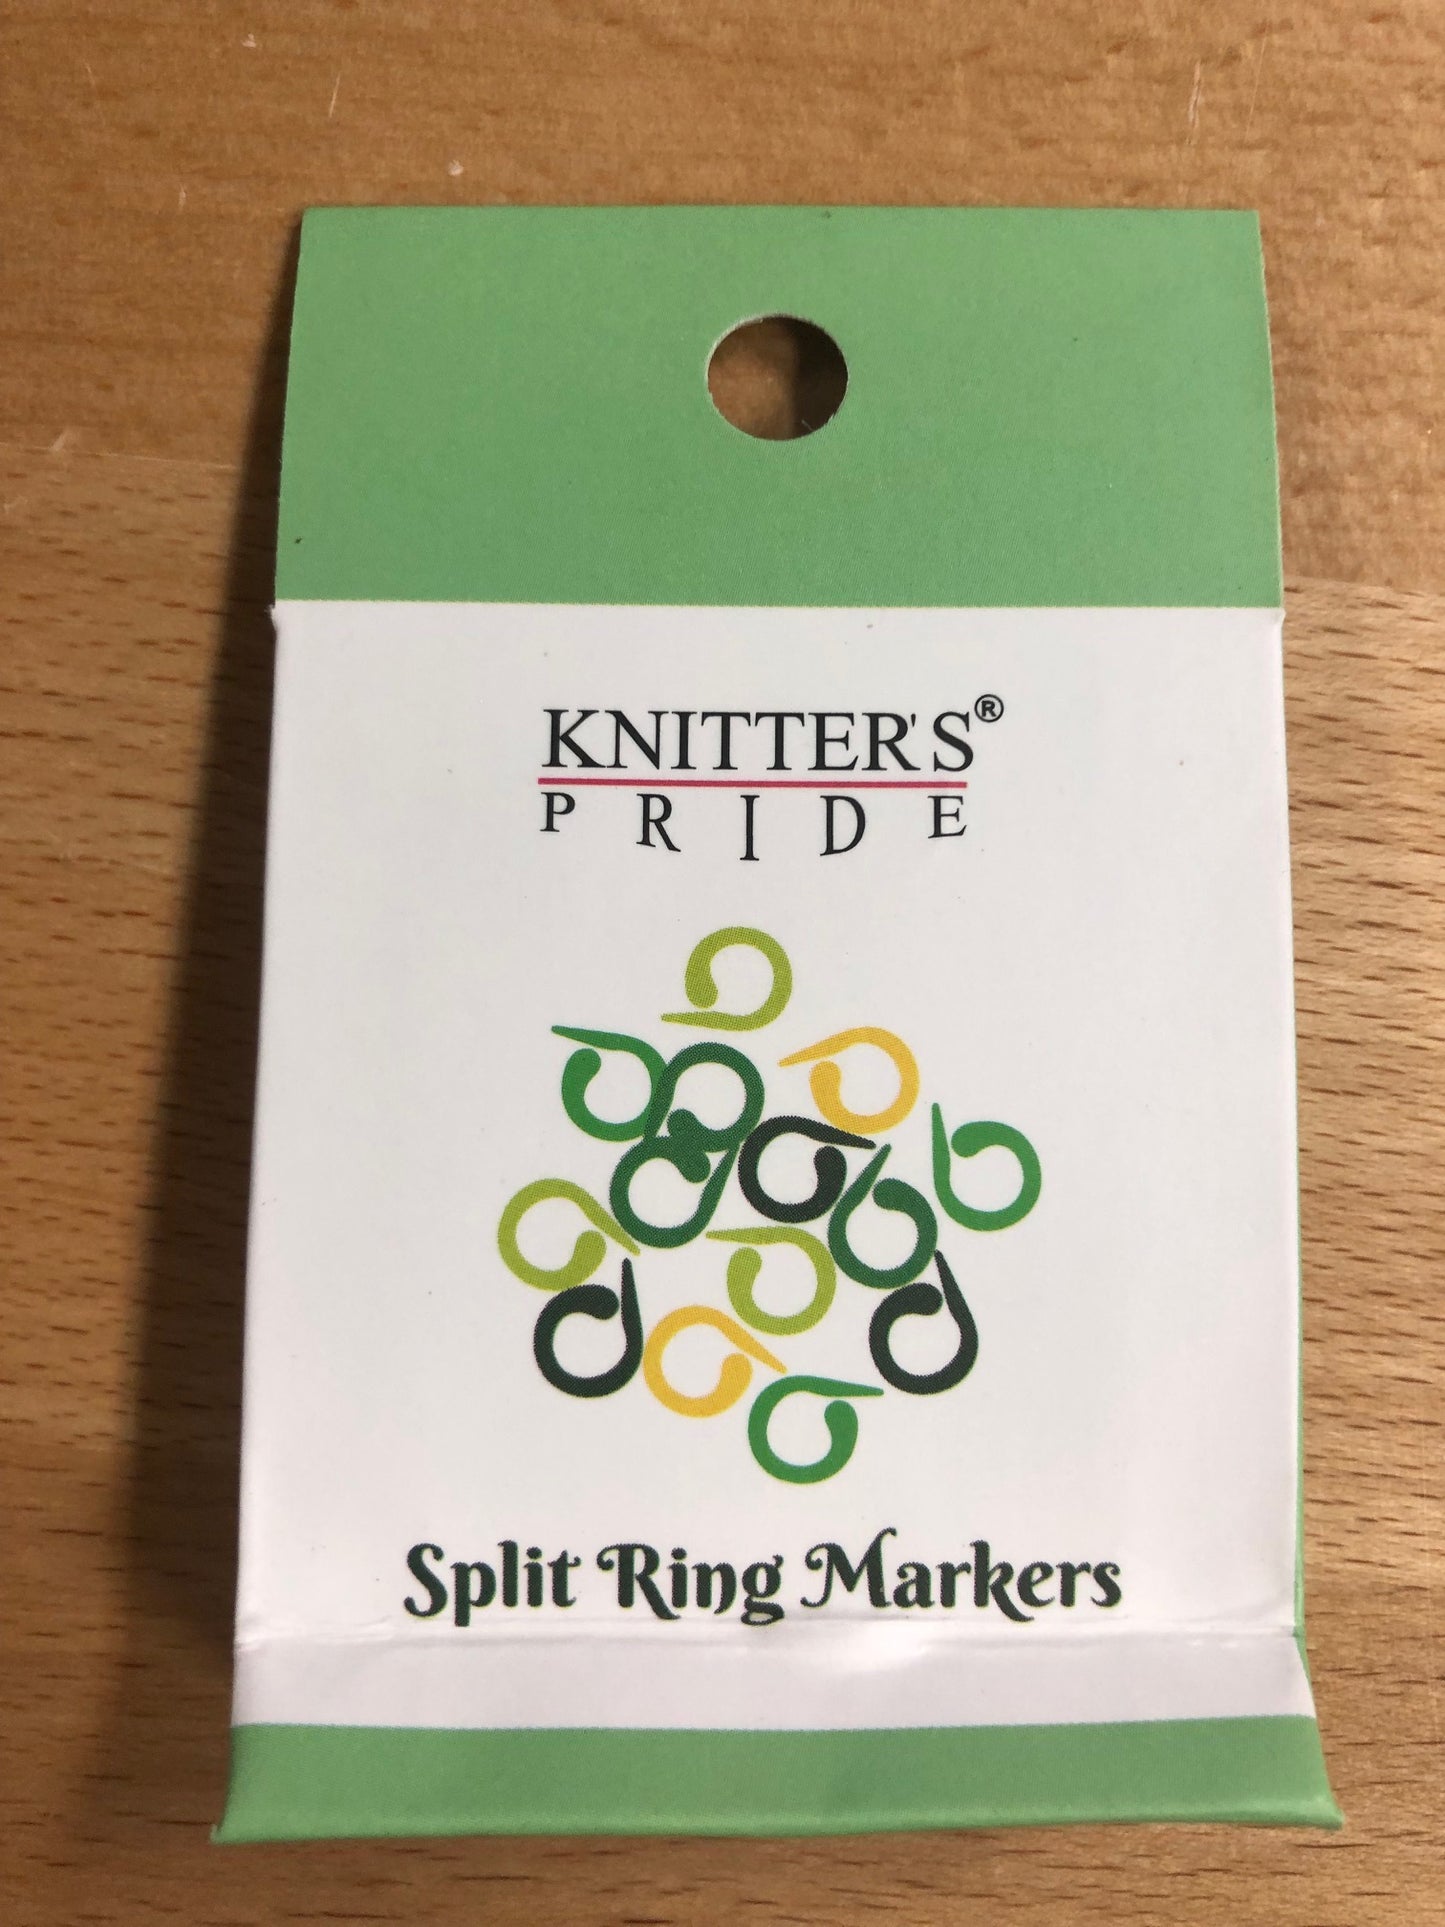 KNITTER'S®
PRIDE
Split Ring Markers